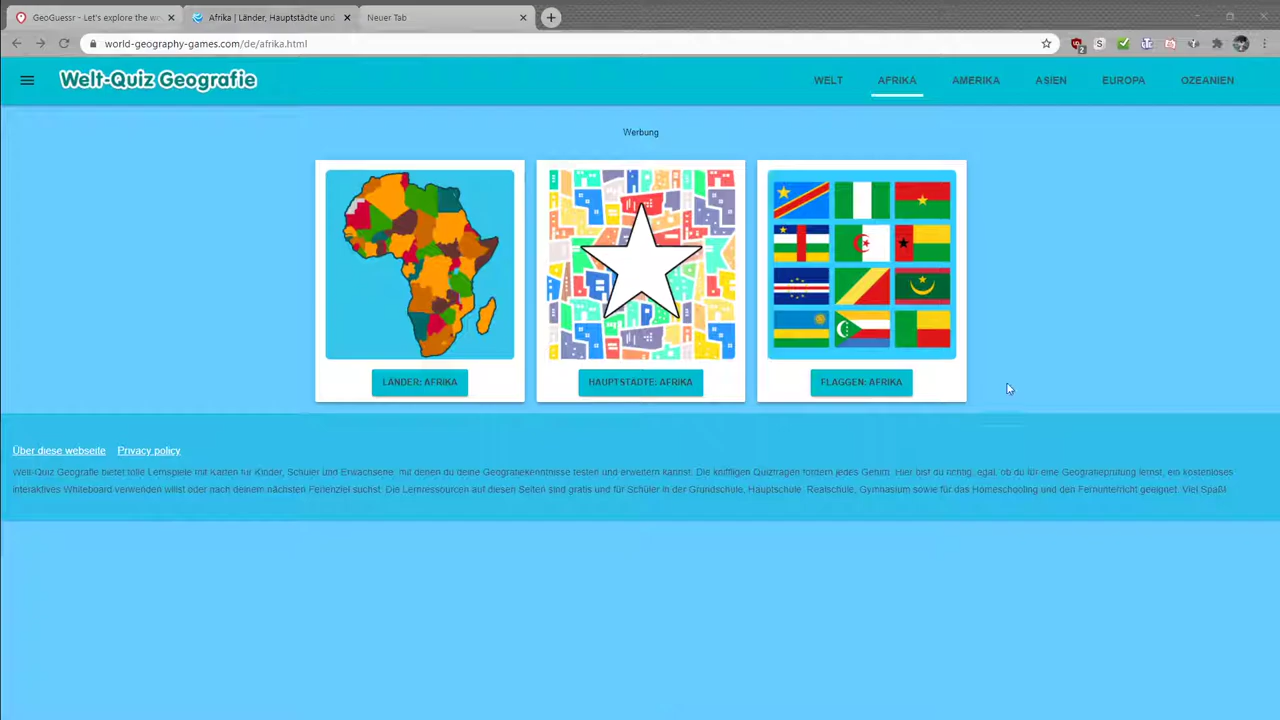 GeoGuessr - Let's explore the wo
Afrika | Länder, Hauptstädte und
Neuer Tab
world-geography-games.com/de/afrika.html
2
Welt-Quiz Geografie
WELT
AFRIKA
AMERIKA
ASIEN
EUROPA
OZEANIEN
Werbung
LÄNDER: AFRIKA
HAUPTSTÄDTE: AFRIKA
FLAGGEN: AFRIKA
Über diese webseite
Privacy policy
Welt-Quiz Geografie bietet tolle Lernspiele mit Karten für Kinder, Schüler und Erwachsene, mit denen du deine Geografiekenntnisse testen und erweitern kannst. Die kniffligen Quizfragen fordern jedes Gehirn. Hier bist du richtig, egal, ob du für eine Geografieprüfung lernst, ein kostenloses
interaktives Whiteboard verwenden willst oder nach deinem nächsten Ferienziel suchst. Die Lernressourcen auf diesen Seiten sind gratis und für Schüler in der Grundschule, Hauptschule, Realschule, Gymnasium sowie für das Homeschooling und den Fernunterricht geeignet. Viel Spaß!